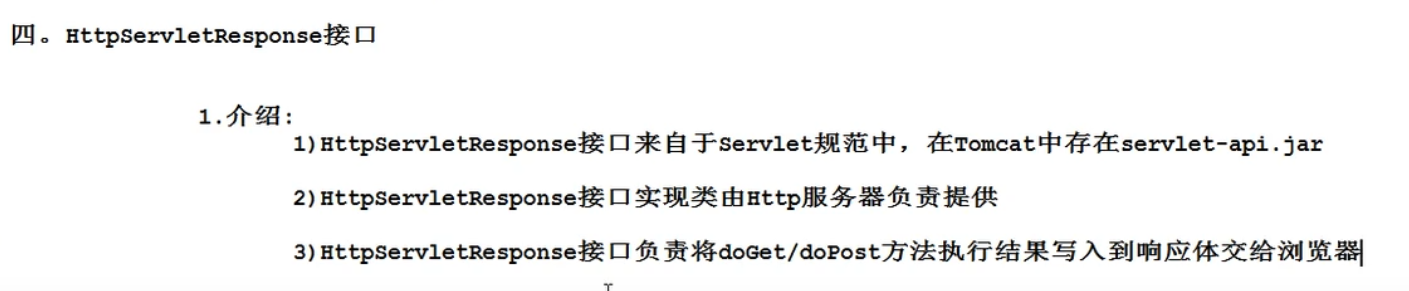 四。HttpServletResponse接口
1.介绍:
1)HttpServletResponse接口来自于Servlet规范中，在Tomcat中存在servlet-api.jar
2)HttpServletResponse接口实现类由Http服务器负责提供
3)HttpServletResponse接口负责将doGet/doPost方法执行结果写入到响应体交给浏览器